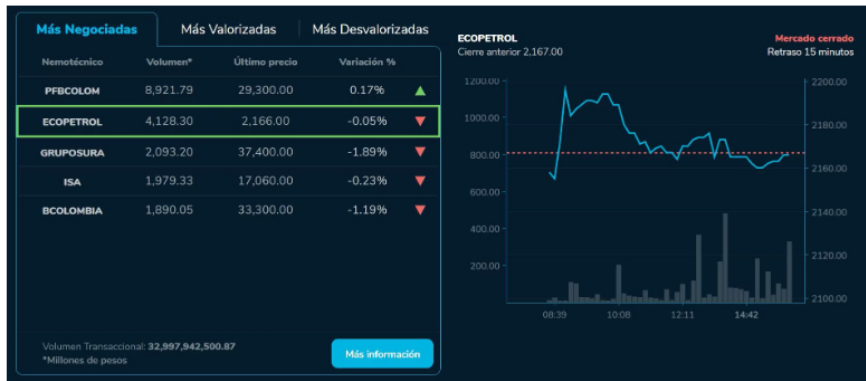 Más Negociadas Más Valorizadas Más Desvalorizadas
Nemotécnico Volumen* Último precio Variación %
PFBCOLOM 8,921.79 29,300.00 0.17%
ECOPETROL 4,128.30 2,166.00 -0.05%
GRUPOSURA 2,093.20 37,400.00 -1.89%
ISA 1,979.33 17,060.00 -0.23%
BCOLOMBIA 1,890.05 33,300.00 -1.19%
Volumen Transaccional: 32,997,942,500.87
*Millones de pesos
Más información
ECOPETROL Mercado cerrado
Cierre anterior 2,167.00 Retraso 15 minutos
1200.00 2200.00
1000.00 2180.00
800.00 2160.00
600.00 2140.00
400.00 2120.00
200.00 2100.00
08:39 10:08 12:11 14:42